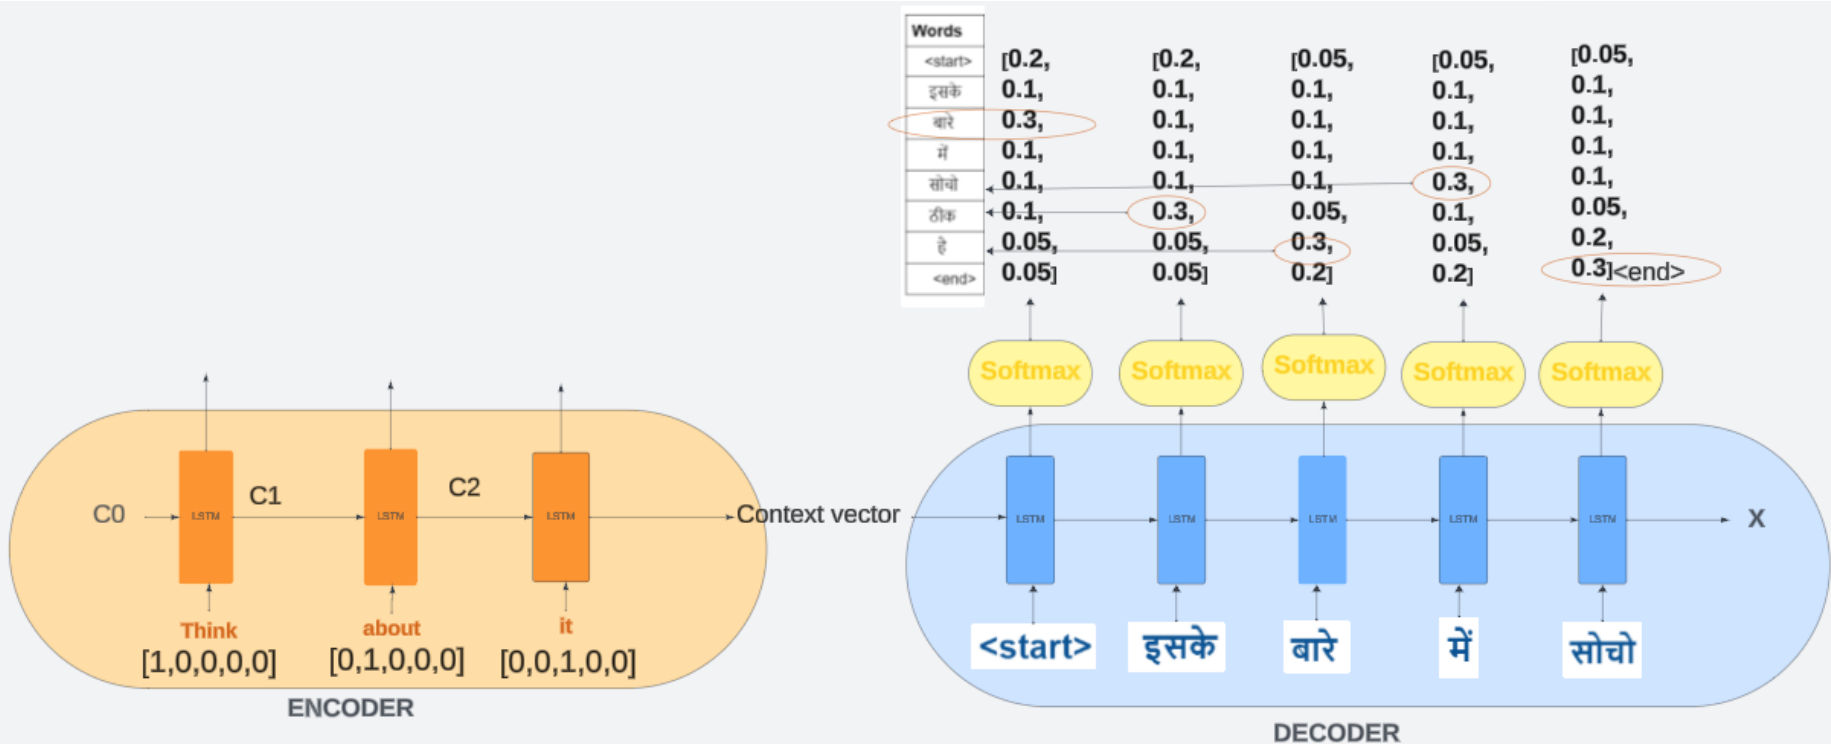 Words
<start> [0.2, [0.2, [0.05, [0.05, [0.05,
इसके 0.1, 0.1, 0.1, 0.1, 0.1,
बारे 0.3, 0.1, 0.1, 0.1, 0.1,
में 0.1, 0.1, 0.1, 0.1, 0.1,
सोचो 0.1, 0.1, 0.1, 0.3, 0.1,
ठीक 0.1, 0.3, 0.05, 0.1, 0.05,
हे 0.05, 0.05, 0.3, 0.05, 0.2,
<end> 0.05] 0.05] 0.2] 0.2] 0.3]<end>
Softmax Softmax Softmax Softmax Softmax
C0 LSTM C1 LSTM C2 LSTM Context vector LSTM LSTM LSTM LSTM LSTM X
Think about it
[1,0,0,0,0] [0,1,0,0,0] [0,0,1,0,0]
<start> इसके बारे में सोचो
ENCODER
DECODER